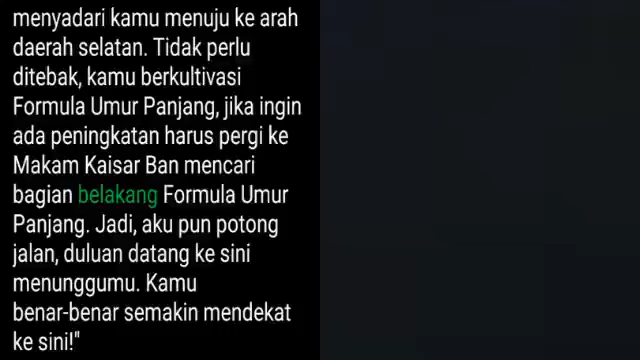 menyadari kamu menuju ke arah
daerah selatan. Tidak perlu
ditebak, kamu berkultivasi
Formula Umur Panjang, jika ingin
ada peningkatan harus pergi ke
Makam Kaisar Ban mencari
bagian belakang Formula Umur
Panjang. Jadi, aku pun potong
jalan, duluan datang ke sini
menunggumu. Kamu
benar-benar semakin mendekat
ke sini!"